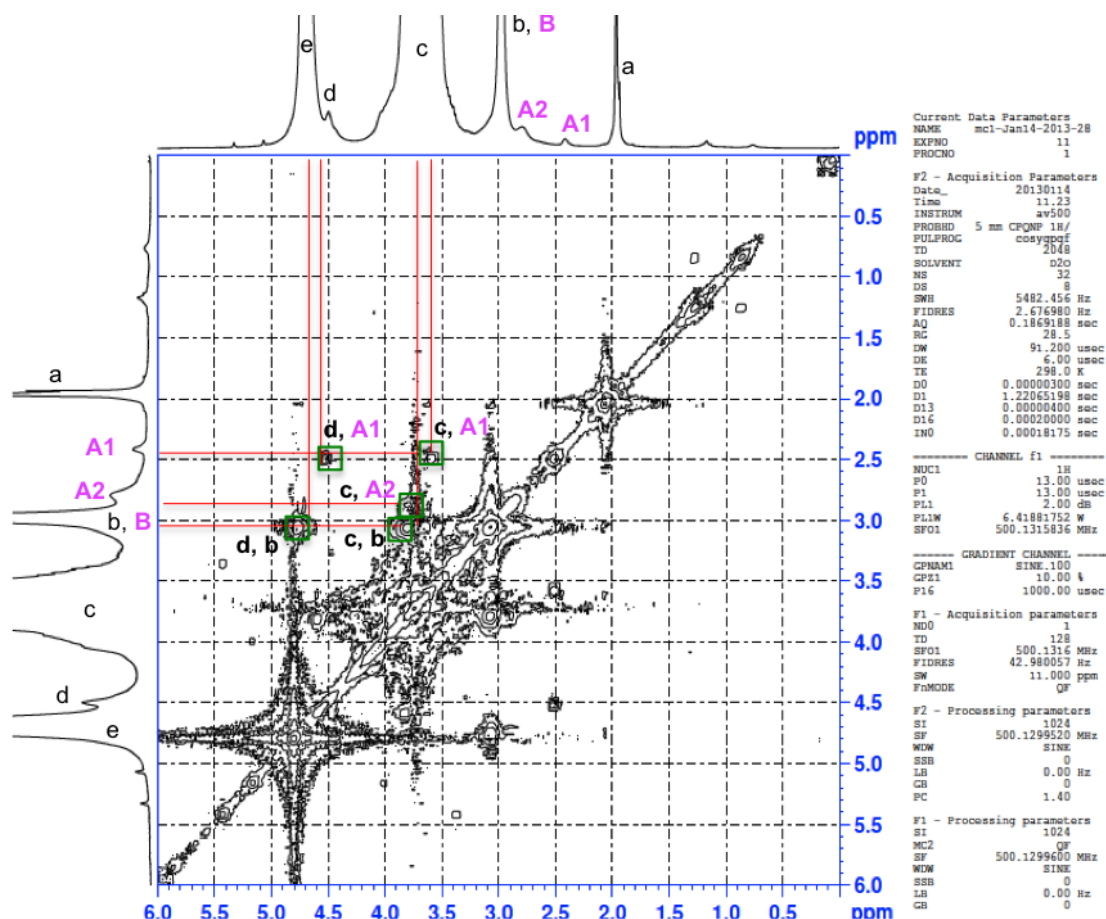 b, B
e
c
a
d
A2
A1
ppm
a
A1
A2
b, B
c
d
e
d, A1
c, A1
c, A2
d, b
c, b
0.5
1.0
1.5
2.0
2.5
3.0
3.5
4.0
4.5
5.0
5.5
6.0
6.0 5.5 5.0 4.5 4.0 3.5 3.0 2.5 2.0 1.5 1.0 0.5 ppm
Current Data Parameters
NAME mc1-Jan14-2013-28
EXPNO 11
PROCNO 1
F2 - Acquisition Parameters
Date_ 20130114
Time 11.23
INSTRUM av500
PROBHD 5 mm CPQNP 1H/
PULPROG cosygpqf
TD 2048
SOLVENT D2O
NS 32
DS 8
SWH 5482.456 Hz
FIDRES 2.676980 Hz
AQ 0.1869188 sec
RG 28.5
DW 91.200 usec
DE 6.00 usec
TE 298.0 K
D0 0.00000300 sec
D1 1.22065198 sec
D13 0.00000400 sec
D16 0.00020000 sec
IN0 0.00018175 sec
======== CHANNEL f1 ========
NUC1 1H
P0 13.00 usec
P1 13.00 usec
PL1 2.00 dB
PL1W 6.41881752 W
SFO1 500.1315836 MHz
====== GRADIENT CHANNEL =====
GPNAM1 SINE.100
GPZ1 10.00 %
P16 1000.00 usec
F1 - Acquisition parameters
ND0 1
TD 128
SFO1 500.1316 MHz
FIDRES 42.980057 Hz
SW 11.000 ppm
FnMODE QF
F2 - Processing parameters
SI 1024
SF 500.1299520 MHz
WDW SINE
SSB 0
LB 0.00 Hz
GB 0
PC 1.40
F1 - Processing parameters
SI 1024
MC2 QF
SF 500.1299600 MHz
WDW SINE
SSB 0
LB 0.00 Hz
GB 0